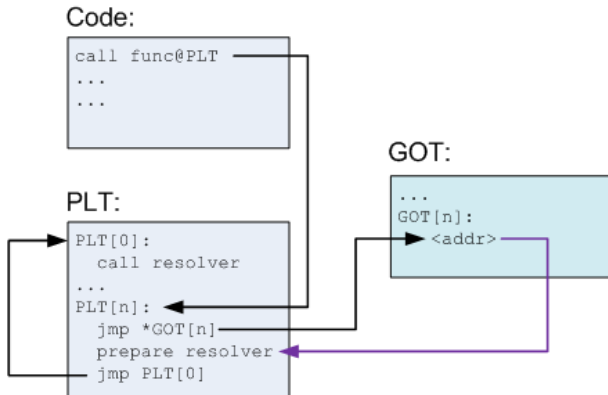 Code:
call func@PLT
...
...
PLT:
PLT[0]:
call resolver
...
PLT[n]:
jmp *GOT[n]
prepare resolver
jmp PLT[0]
GOT:
...
GOT[n]:
<addr>